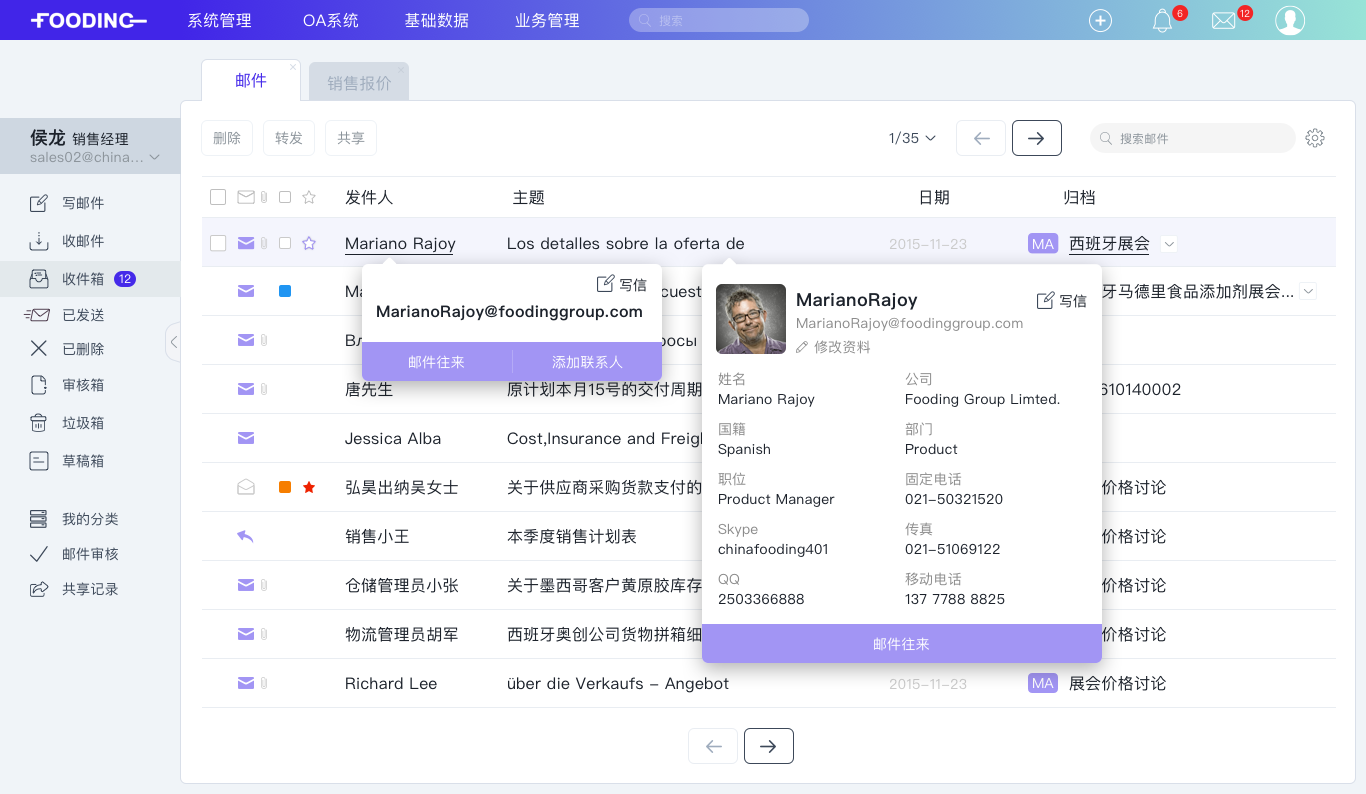 FOODING 系统管理 OA系统 基础数据 业务管理 搜索 6 12
邮件 销售报价
侯龙 销售经理
sales02@china...
写邮件
收邮件
收件箱 12
已发送
已删除
审核箱
垃圾箱
草稿箱
我的分类
邮件审核
共享记录
删除 转发 共享 1/35 搜索邮件
发件人 主题 日期 归档
Mariano Rajoy Los detalles sobre la oferta de 2015-11-23 MA 西班牙展会
牙马德里食品添加剂展会...
唐先生 原计划本月15号的交付周期 610140002
Jessica Alba Cost,Insurance and
弘昊出纳吴女士 关于供应商采购货款支付的 价格讨论
销售小王 本季度销售计划表 价格讨论
仓储管理员小张 关于墨西哥客户黄原胶库存 价格讨论
物流管理员胡军 西班牙奥创公司货物拼箱细 价格讨论
Richard Lee über die Verkaufs – Angebot 2015-11-23 MA 展会价格讨论
写信
MarianoRajoy@foodinggroup.com
邮件往来 添加联系人
MarianoRajoy 写信
MarianoRajoy@foodinggroup.com
修改资料
姓名 公司
Mariano Rajoy Fooding Group Limted.
国籍 部门
Spanish Product
职位 固定电话
Product Manager 021-50321520
Skype 传真
chinafooding401 021-51069122
QQ 移动电话
2503366888 137 7788 8825
邮件往来